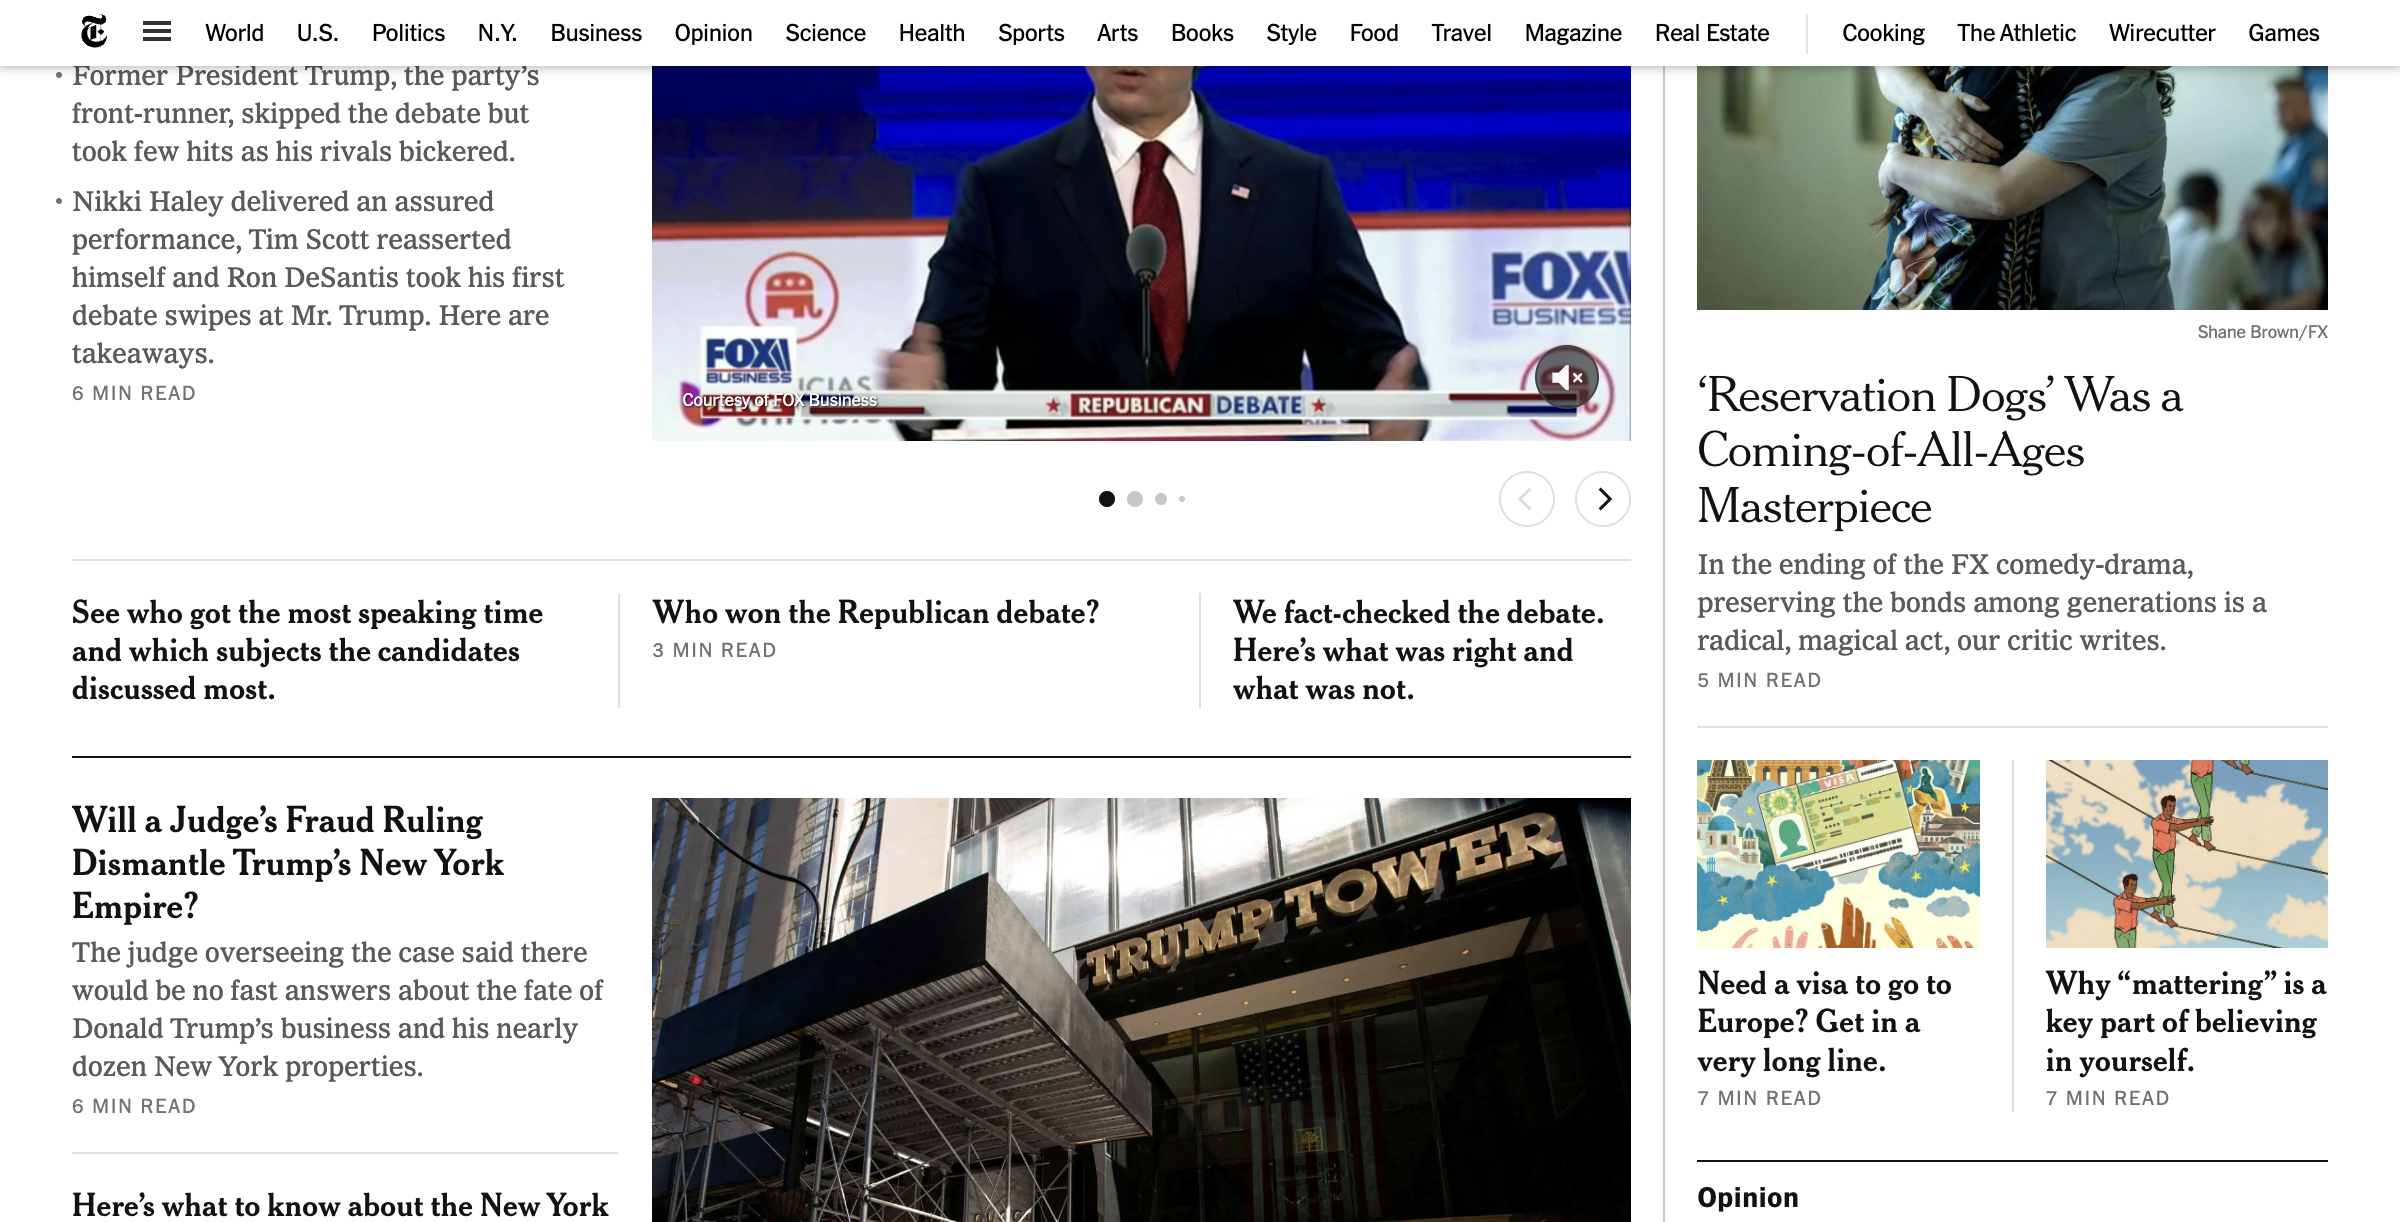 World U.S. Politics N.Y. Business Opinion Science Health Sports Arts Books Style Food Travel Magazine Real Estate Cooking The Athletic Wirecutter Games
• Former President Trump, the party’s
front-runner, skipped the debate but
took few hits as his rivals bickered.
• Nikki Haley delivered an assured
performance, Tim Scott reasserted
himself and Ron DeSantis took his first
debate swipes at Mr. Trump. Here are
takeaways.
6 MIN READ
FOX
BUSINESS
FOX
BUSINESS
Courtesy of FOX Business
LIVE
★ REPUBLICAN DEBATE ★
See who got the most speaking time
and which subjects the candidates
discussed most.
Who won the Republican debate?
3 MIN READ
We fact-checked the debate.
Here’s what was right and
what was not.
Will a Judge’s Fraud Ruling
Dismantle Trump’s New York
Empire?
The judge overseeing the case said there
would be no fast answers about the fate of
Donald Trump’s business and his nearly
dozen New York properties.
6 MIN READ
TRUMP TOWER
Here’s what to know about the New York
Shane Brown/FX
‘Reservation Dogs’ Was a
Coming-of-All-Ages
Masterpiece
In the ending of the FX comedy-drama,
preserving the bonds among generations is a
radical, magical act, our critic writes.
5 MIN READ
VISA
Need a visa to go to
Europe? Get in a
very long line.
7 MIN READ
Why “mattering” is a
key part of believing
in yourself.
7 MIN READ
Opinion